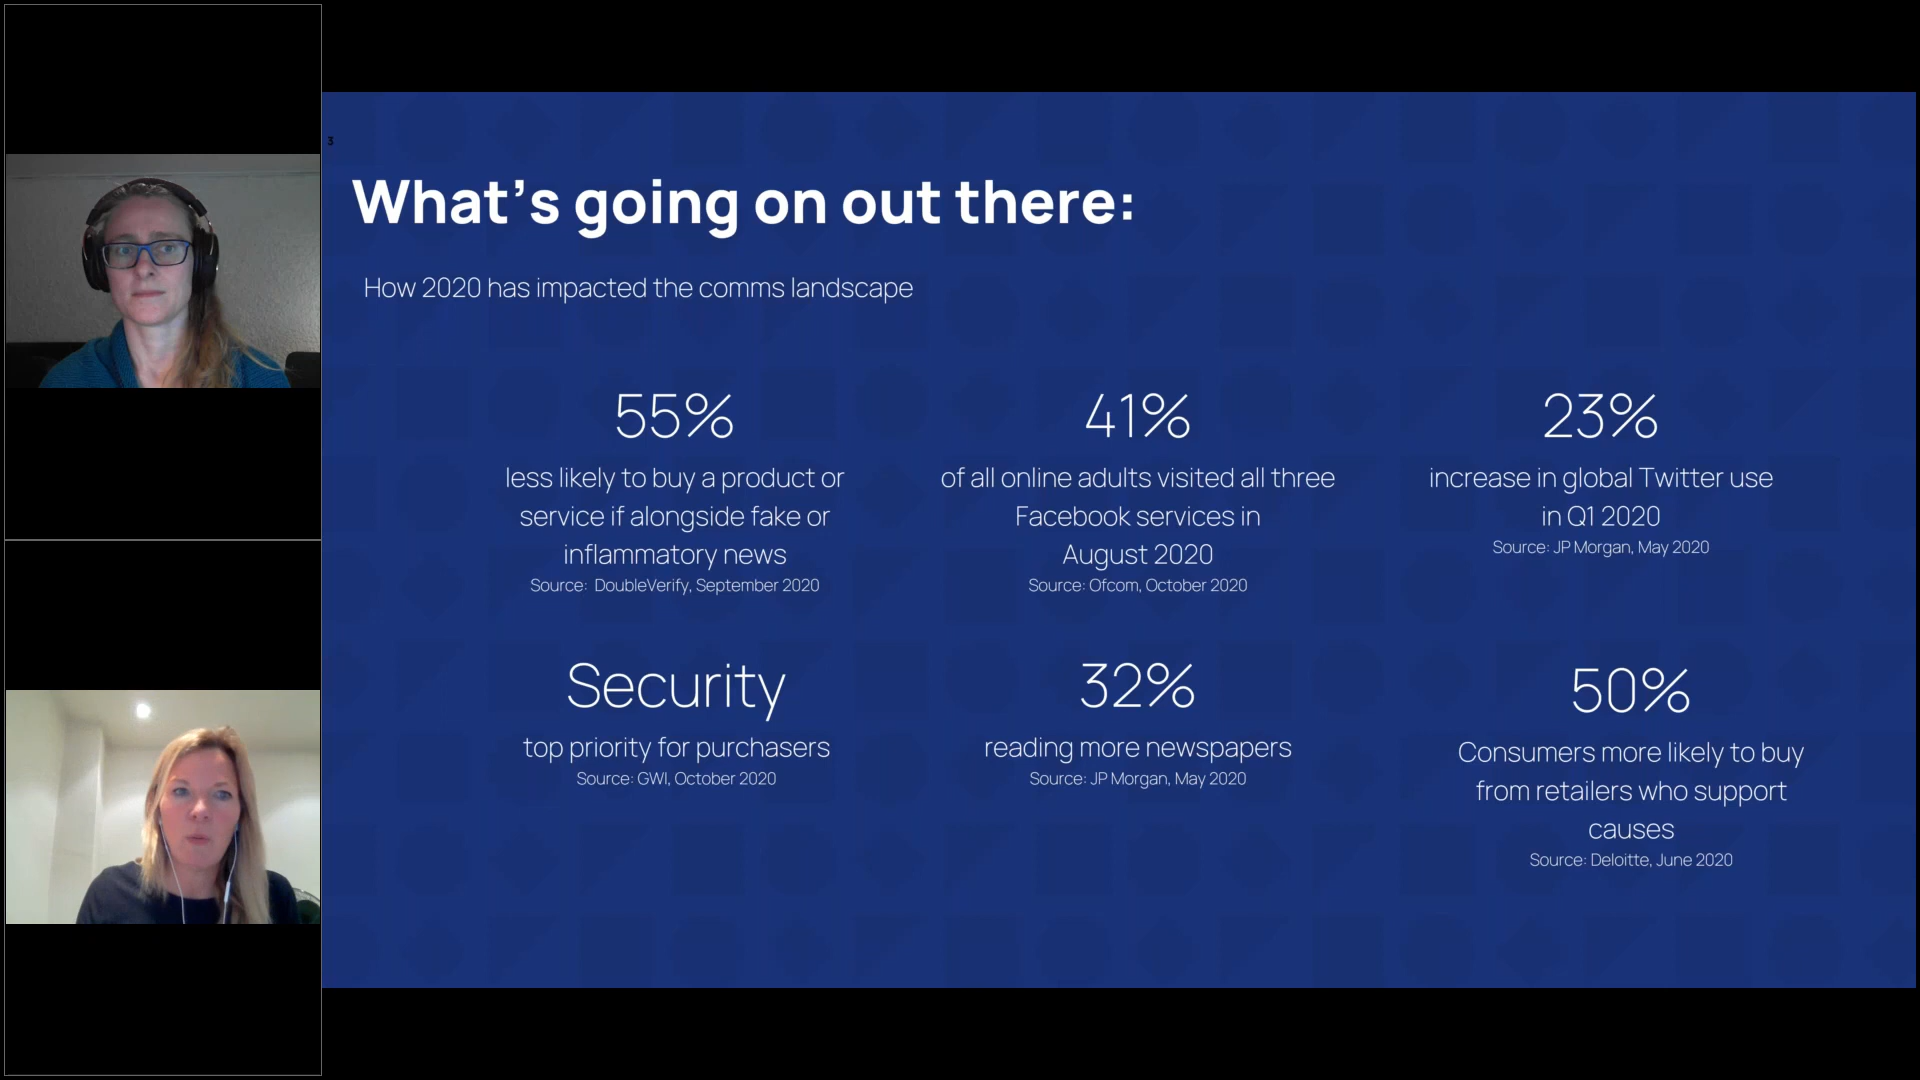 3
What's going on out there:
How 2020 has impacted the comms landscape
55%
less likely to buy a product or
service if alongside fake or
inflammatory news
Source: DoubleVerify, September 2020
41%
of all online adults visited all three
Facebook services in
August 2020
Source: Ofcom, October 2020
23%
increase in global Twitter use
in Q1 2020
Source: JP Morgan, May 2020
Security
top priority for purchasers
Source: GWI, October 2020
32%
reading more newspapers
Source: JP Morgan, May 2020
50%
Consumers more likely to buy
from retailers who support
causes
Source: Deloitte, June 2020